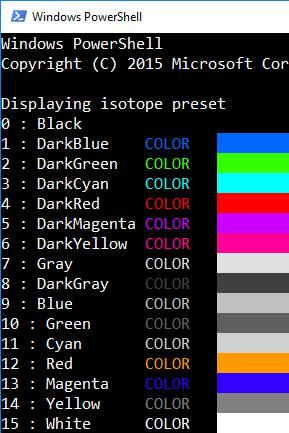 Windows PowerShell
Windows PowerShell
Copyright (C) 2015 Microsoft Cor
Displaying isotope preset
0 : Black
1 : DarkBlue COLOR
2 : DarkGreen COLOR
3 : DarkCyan COLOR
4 : DarkRed COLOR
5 : DarkMagenta COLOR
6 : DarkYellow COLOR
7 : Gray COLOR
8 : DarkGray COLOR
9 : Blue COLOR
10 : Green COLOR
11 : Cyan COLOR
12 : Red COLOR
13 : Magenta COLOR
14 : Yellow COLOR
15 : White COLOR